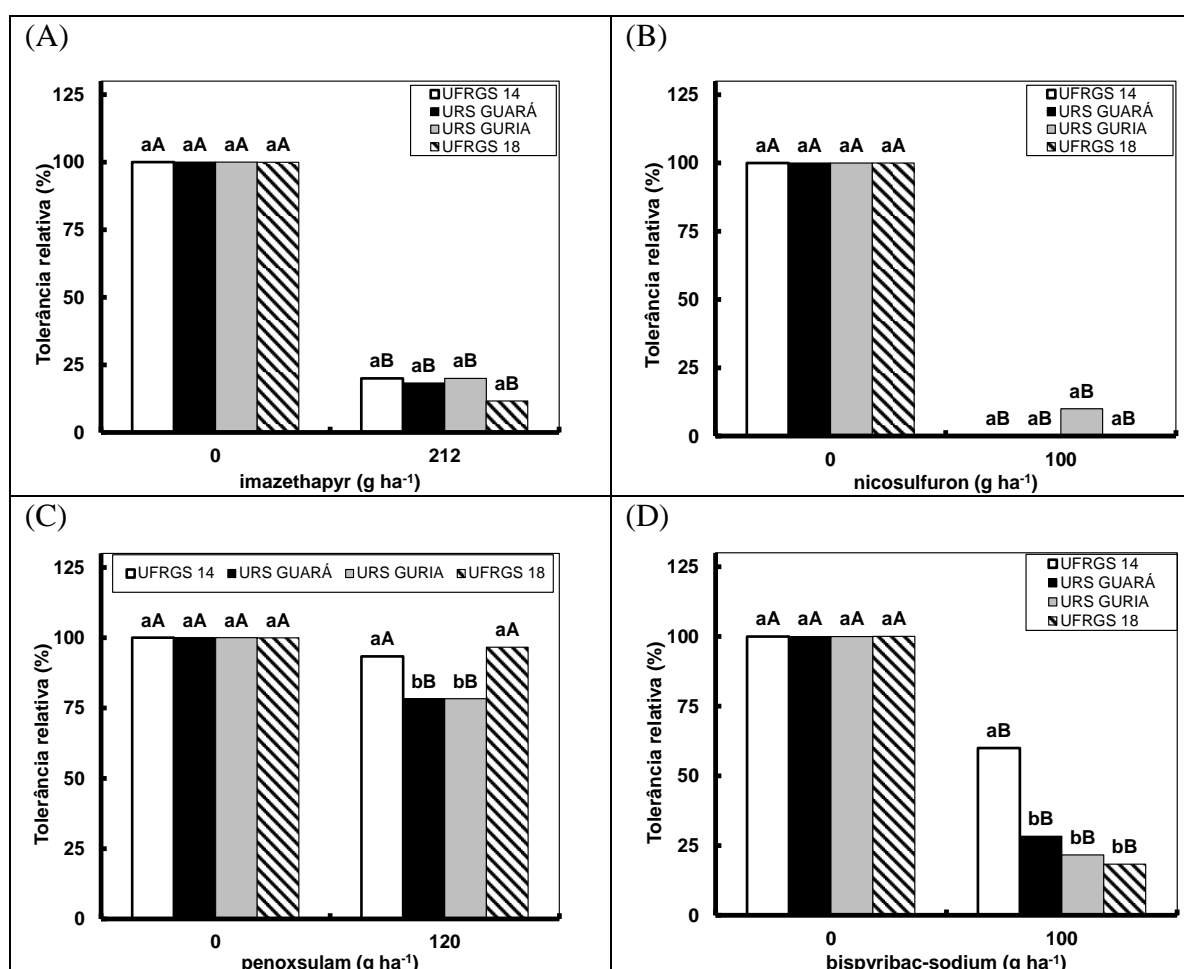 (A)
125
100
75
50
25
0
Tolerância relativa (%)
UFRGS 14
URS GUARÁ
URS GURIA
UFRGS 18
aA aA aA aA
aB aB aB aB
0 212
imazethapyr (g ha⁻¹)
(B)
125
100
75
50
25
0
Tolerância relativa (%)
UFRGS 14
URS GUARÁ
URS GURIA
UFRGS 18
aA aA aA aA
aB aB aB aB
0 100
nicosulfuron (g ha⁻¹)
(C)
125
100
75
50
25
0
Tolerância relativa (%)
UFRGS 14 URS GUARÁ URS GURIA UFRGS 18
aA aA aA aA
aA bB bB aA
0 120
penoxsulam (g ha⁻¹)
(D)
125
100
75
50
25
0
Tolerância relativa (%)
UFRGS 14
URS GUARÁ
URS GURIA
UFRGS 18
aA aA aA aA
aB bB bB bB
0 100
bispyribac-sodium (g ha⁻¹)